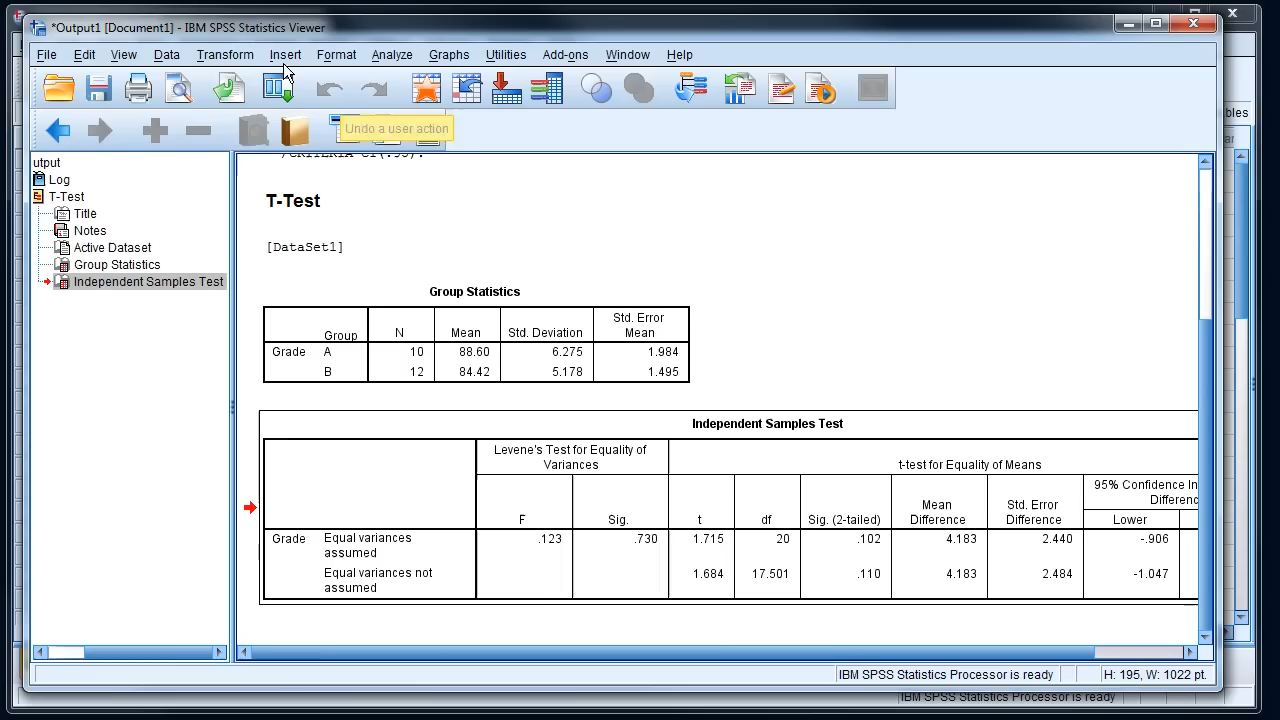 *Output1 [Document1] - IBM SPSS Statistics Viewer
File Edit View Data Transform Insert Format Analyze Graphs Utilities Add-ons Window Help
Undo a user action
ables
utput
Log
T-Test
Title
Notes
Active Dataset
Group Statistics
Independent Samples Test
/CRITERIA CI(.95).
T-Test
[DataSet1]
Group Statistics
Group N Mean Std. Deviation Std. Error Mean
Grade A 10 88.60 6.275 1.984
B 12 84.42 5.178 1.495
Independent Samples Test
Levene's Test for Equality of Variances
t-test for Equality of Means
F Sig. t df Sig. (2-tailed) Mean Difference Std. Error Difference
95% Confidence In
Differenc
Lower
Grade Equal variances assumed .123 .730 1.715 20 .102 4.183 2.440 -.906
Equal variances not assumed 1.684 17.501 .110 4.183 2.484 -1.047
IBM SPSS Statistics Processor is ready H: 195, W: 1022 pt.
IBM SPSS Statistics Processor is ready